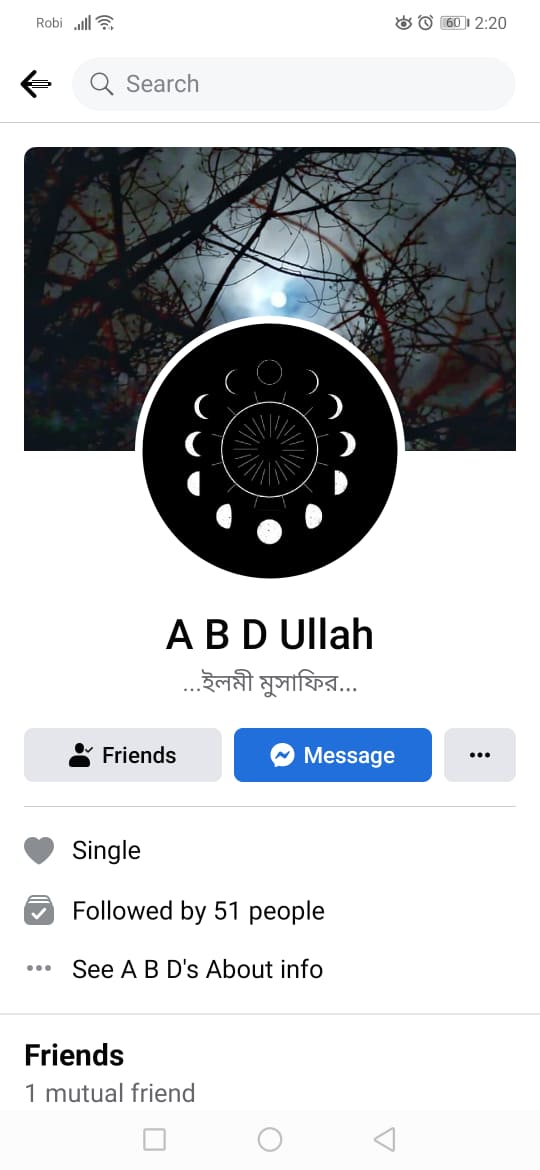 Robi 60 2:20
Search
A B D Ullah
...ইলমী মুসাফির...
Friends Message
Single
Followed by 51 people
See A B D's About info
Friends
1 mutual friend